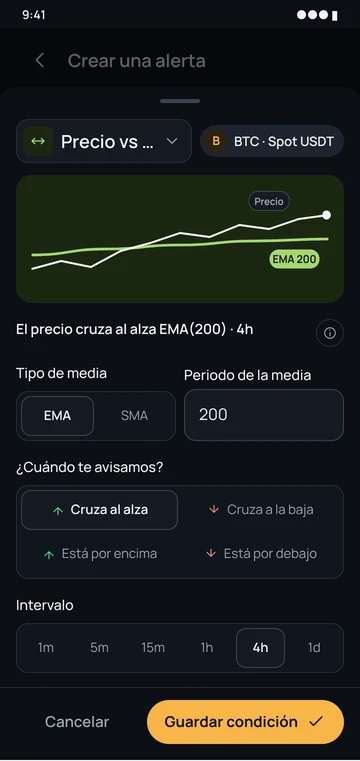 9:41
Crear una alerta
Precio vs ...
B BTC · Spot USDT
Precio
EMA 200
El precio cruza al alza EMA(200) · 4h
Tipo de media
Periodo de la media
EMA SMA
200
¿Cuándo te avisamos?
Cruza al alza
Cruza a la baja
Está por encima
Está por debajo
Intervalo
1m 5m 15m 1h 4h 1d
Cancelar
Guardar condición